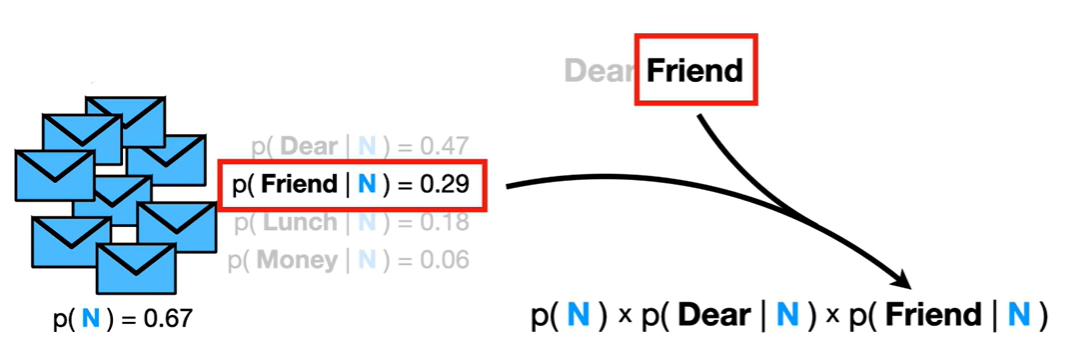 Dear Friend
p( Dear | N ) = 0.47
p( Friend | N ) = 0.29
p( Lunch | N ) = 0.18
p( Money | N ) = 0.06
p( N ) = 0.67
p( N ) x p( Dear | N ) x p( Friend | N )